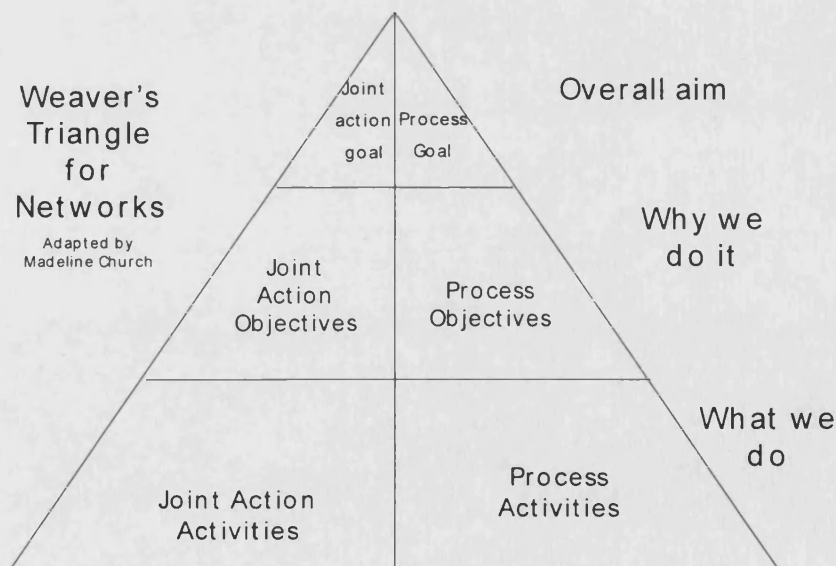 Weaver's
Triangle
for
Networks
Adapted by
Madeline Church
Joint
action
goal
Process
Goal
Overall aim
Joint
Action
Objectives
Process
Objectives
Why we
do it
Joint Action
Activities
Process
Activities
What we
do